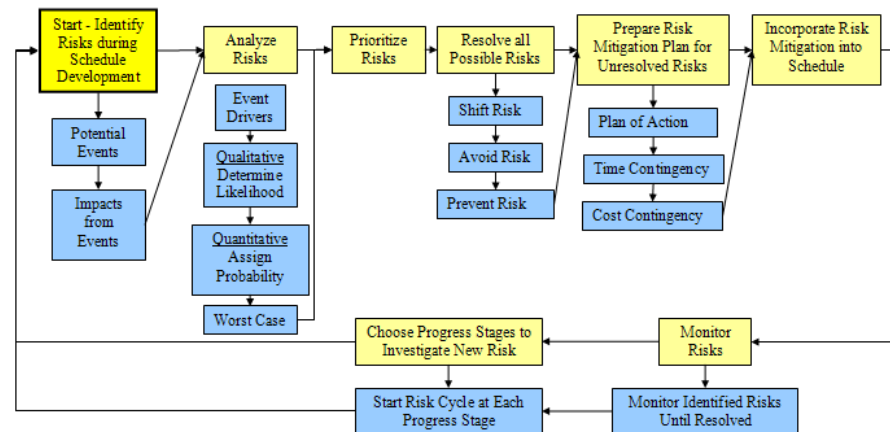 Start - Identify
Risks during
Schedule
Development
Analyze
Risks
Prioritize
Risks
Resolve all
Possible Risks
Prepare Risk
Mitigation Plan for
Unresolved Risks
Incorporate Risk
Mitigation into
Schedule
Potential
Events
Impacts
from
Events
Event
Drivers
Qualitative
Determine
Likelihood
Quantitative
Assign
Probability
Worst Case
Shift Risk
Avoid Risk
Prevent Risk
Plan of Action
Time Contingency
Cost Contingency
Choose Progress Stages to
Investigate New Risk
Monitor
Risks
Start Risk Cycle at Each
Progress Stage
Monitor Identified Risks
Until Resolved